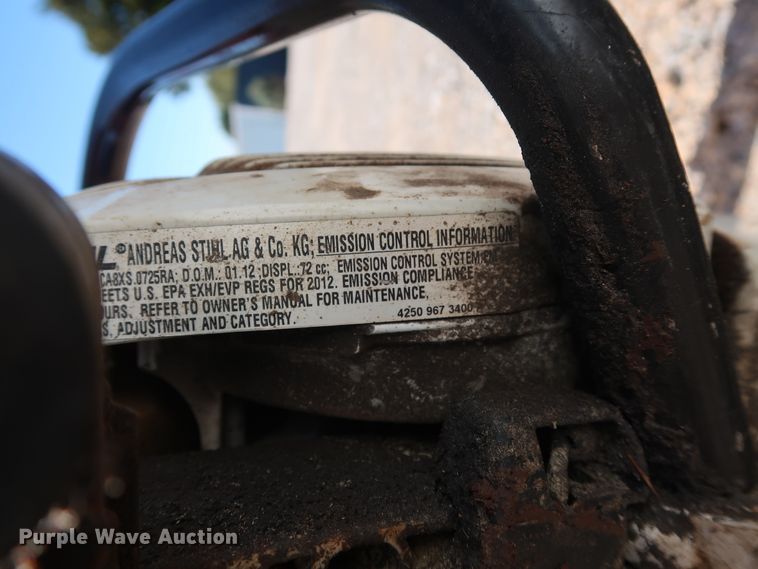 ANDREAS STIHL AG & Co. KG; EMISSION CONTROL INFORMATION
CA8XS.0725RA; D.O.M.: 01.12; DISPL.: 72 cc; EMISSION CONTROL SYSTEM
EETS U.S. EPA EXH/EVP REGS FOR 2012. EMISSION COMPLIANCE
URS. REFER TO OWNER'S MANUAL FOR MAINTENANCE,
S, ADJUSTMENT AND CATEGORY.
4250 967 3400
Purple Wave Auction